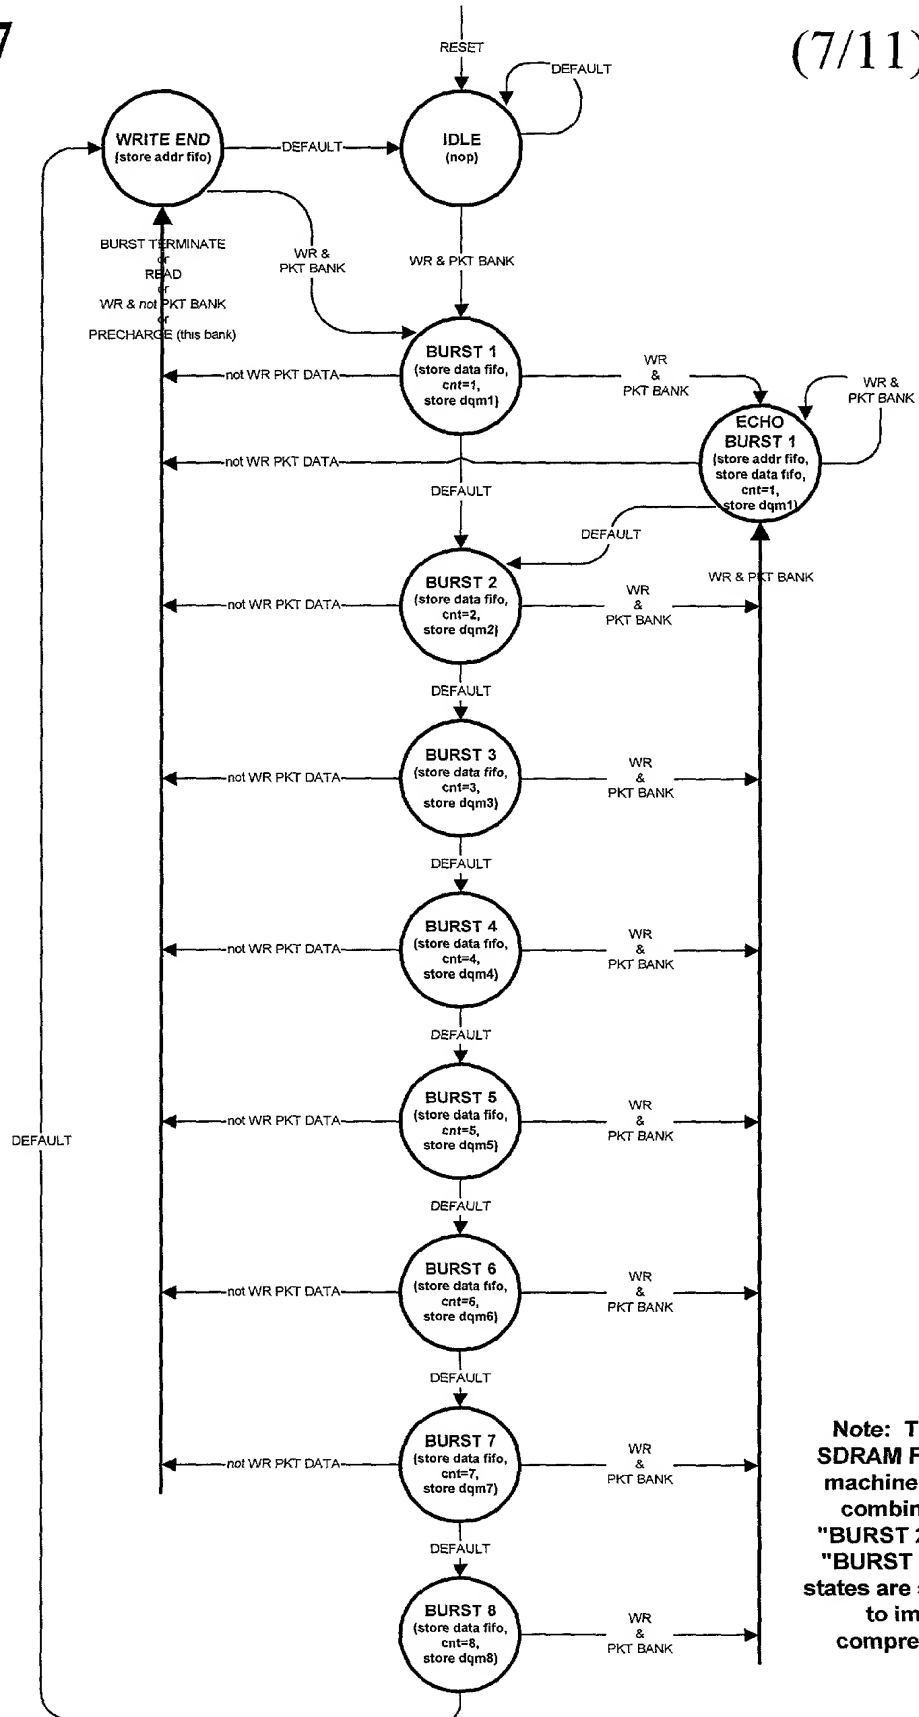 7
(7/11)
RESET
DEFAULT
WRITE END
(store addr fifo)
DEFAULT
IDLE
(nop)
BURST TERMINATE
or
READ
or
WR & not PKT BANK
or
PRECHARGE (this bank)
WR &
PKT BANK
WR & PKT BANK
BURST 1
(store data fifo,
cnt=1,
store dqm1)
not WR PKT DATA
WR
&
PKT BANK
WR &
PKT BANK
ECHO
BURST 1
(store addr fifo,
store data fifo,
cnt=1,
store dqm1)
not WR PKT DATA
DEFAULT
DEFAULT
WR & PKT BANK
BURST 2
(store data fifo,
cnt=2,
store dqm2)
not WR PKT DATA
WR
&
PKT BANK
DEFAULT
BURST 3
(store data fifo,
cnt=3,
store dqm3)
not WR PKT DATA
WR
&
PKT BANK
DEFAULT
BURST 4
(store data fifo,
cnt=4,
store dqm4)
not WR PKT DATA
WR
&
PKT BANK
DEFAULT
BURST 5
(store data fifo,
cnt=5,
store dqm5)
not WR PKT DATA
WR
&
PKT BANK
DEFAULT
DEFAULT
BURST 6
(store data fifo,
cnt=6,
store dqm6)
not WR PKT DATA
WR
&
PKT BANK
DEFAULT
BURST 7
(store data fifo,
cnt=7,
store dqm7)
not WR PKT DATA
WR
&
PKT BANK
DEFAULT
BURST 8
(store data fifo,
cnt=8,
store dqm8)
WR
&
PKT BANK
Note: T
SDRAM F
machine
combin
"BURST 2
"BURST
states are s
to im
compre